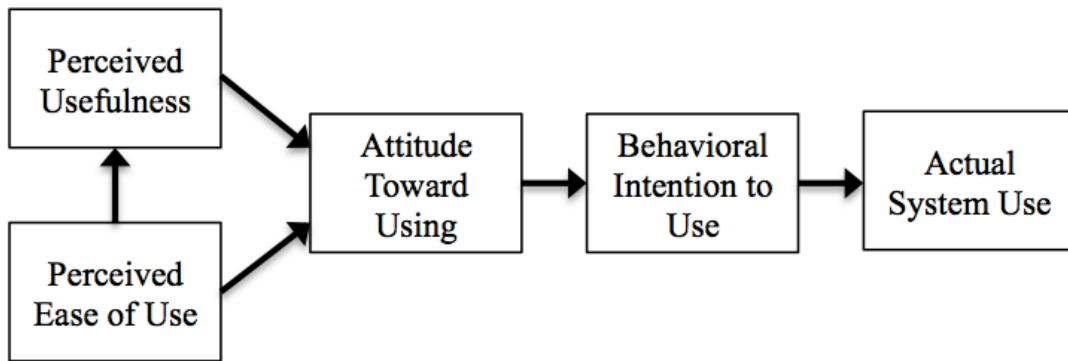 Perceived
Usefulness
Perceived
Ease of Use
Attitude
Toward
Using
Behavioral
Intention to
Use
Actual
System Use